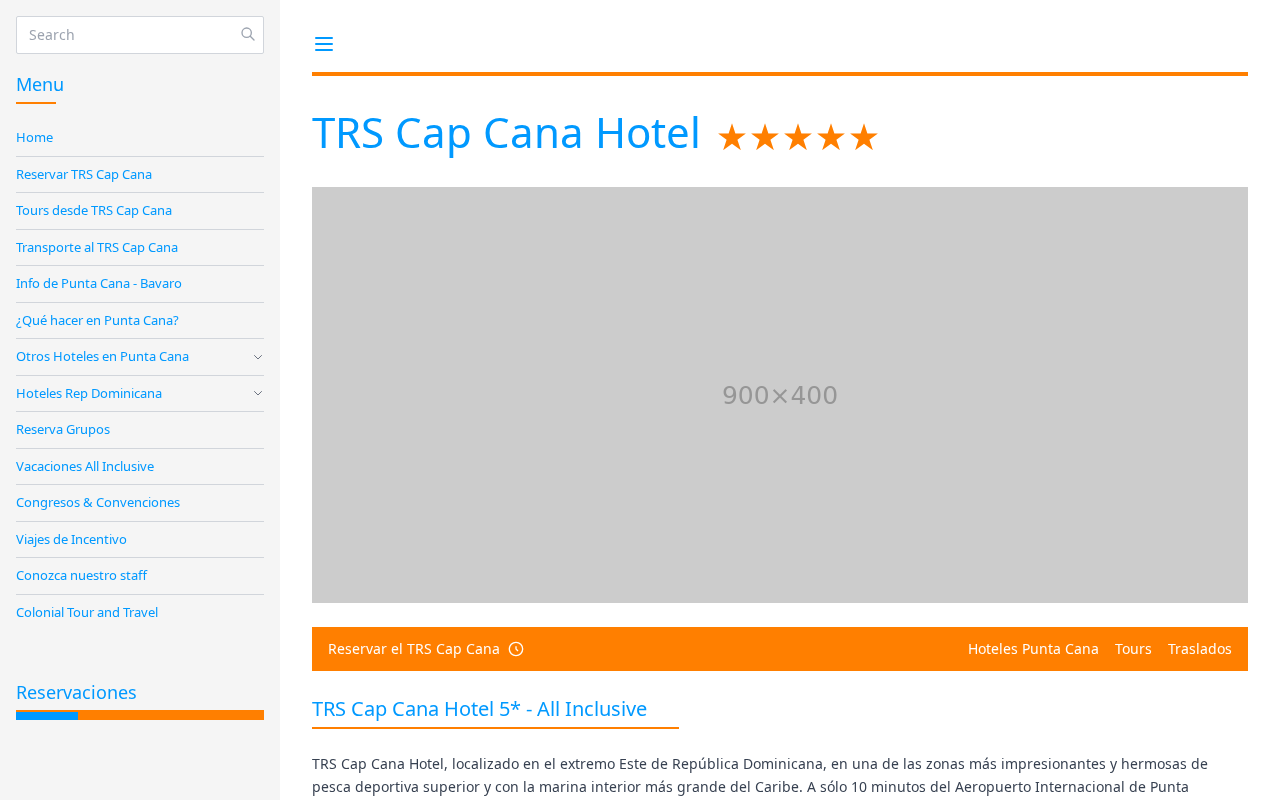 Search
Menu
Home
Reservar TRS Cap Cana
Tours desde TRS Cap Cana
Transporte al TRS Cap Cana
Info de Punta Cana - Bavaro
¿Qué hacer en Punta Cana?
Otros Hoteles en Punta Cana
Hoteles Rep Dominicana
Reserva Grupos
Vacaciones All Inclusive
Congresos & Convenciones
Viajes de Incentivo
Conozca nuestro staff
Colonial Tour and Travel
Reservaciones
TRS Cap Cana Hotel ★★★★★
900×400
Reservar el TRS Cap Cana
Hoteles Punta Cana Tours Traslados
TRS Cap Cana Hotel 5* - All Inclusive
TRS Cap Cana Hotel, localizado en el extremo Este de República Dominicana, en una de las zonas más impresionantes y hermosas de
pesca deportiva superior y con la marina interior más grande del Caribe. A sólo 10 minutos del Aeropuerto Internacional de Punta